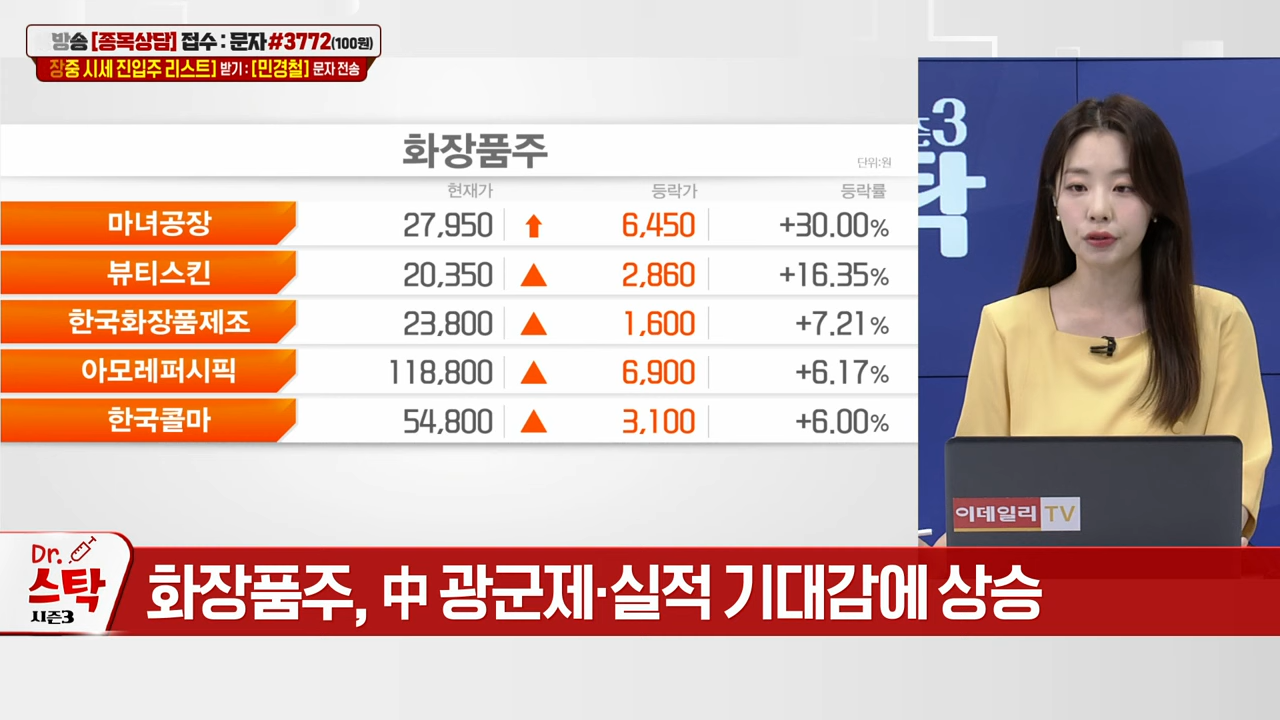 방송 [종목상담] 접수 : 문자#3772(100원)
장중 시세 진입주 리스트] 받기 : [민경철] 문자 전송
화장품주
단위:원
현재가 등락가 등락률
마녀공장 27,950 6,450 +30.00%
뷰티스킨 20,350 ▲ 2,860 +16.35%
한국화장품제조 23,800 ▲ 1,600 +7.21%
아모레퍼시픽 118,800 ▲ 6,900 +6.17%
한국콜마 54,800 ▲ 3,100 +6.00%
3
탁
이데일리 TV
Dr.
스탁
시즌3
화장품주, 中 광군제·실적 기대감에 상승